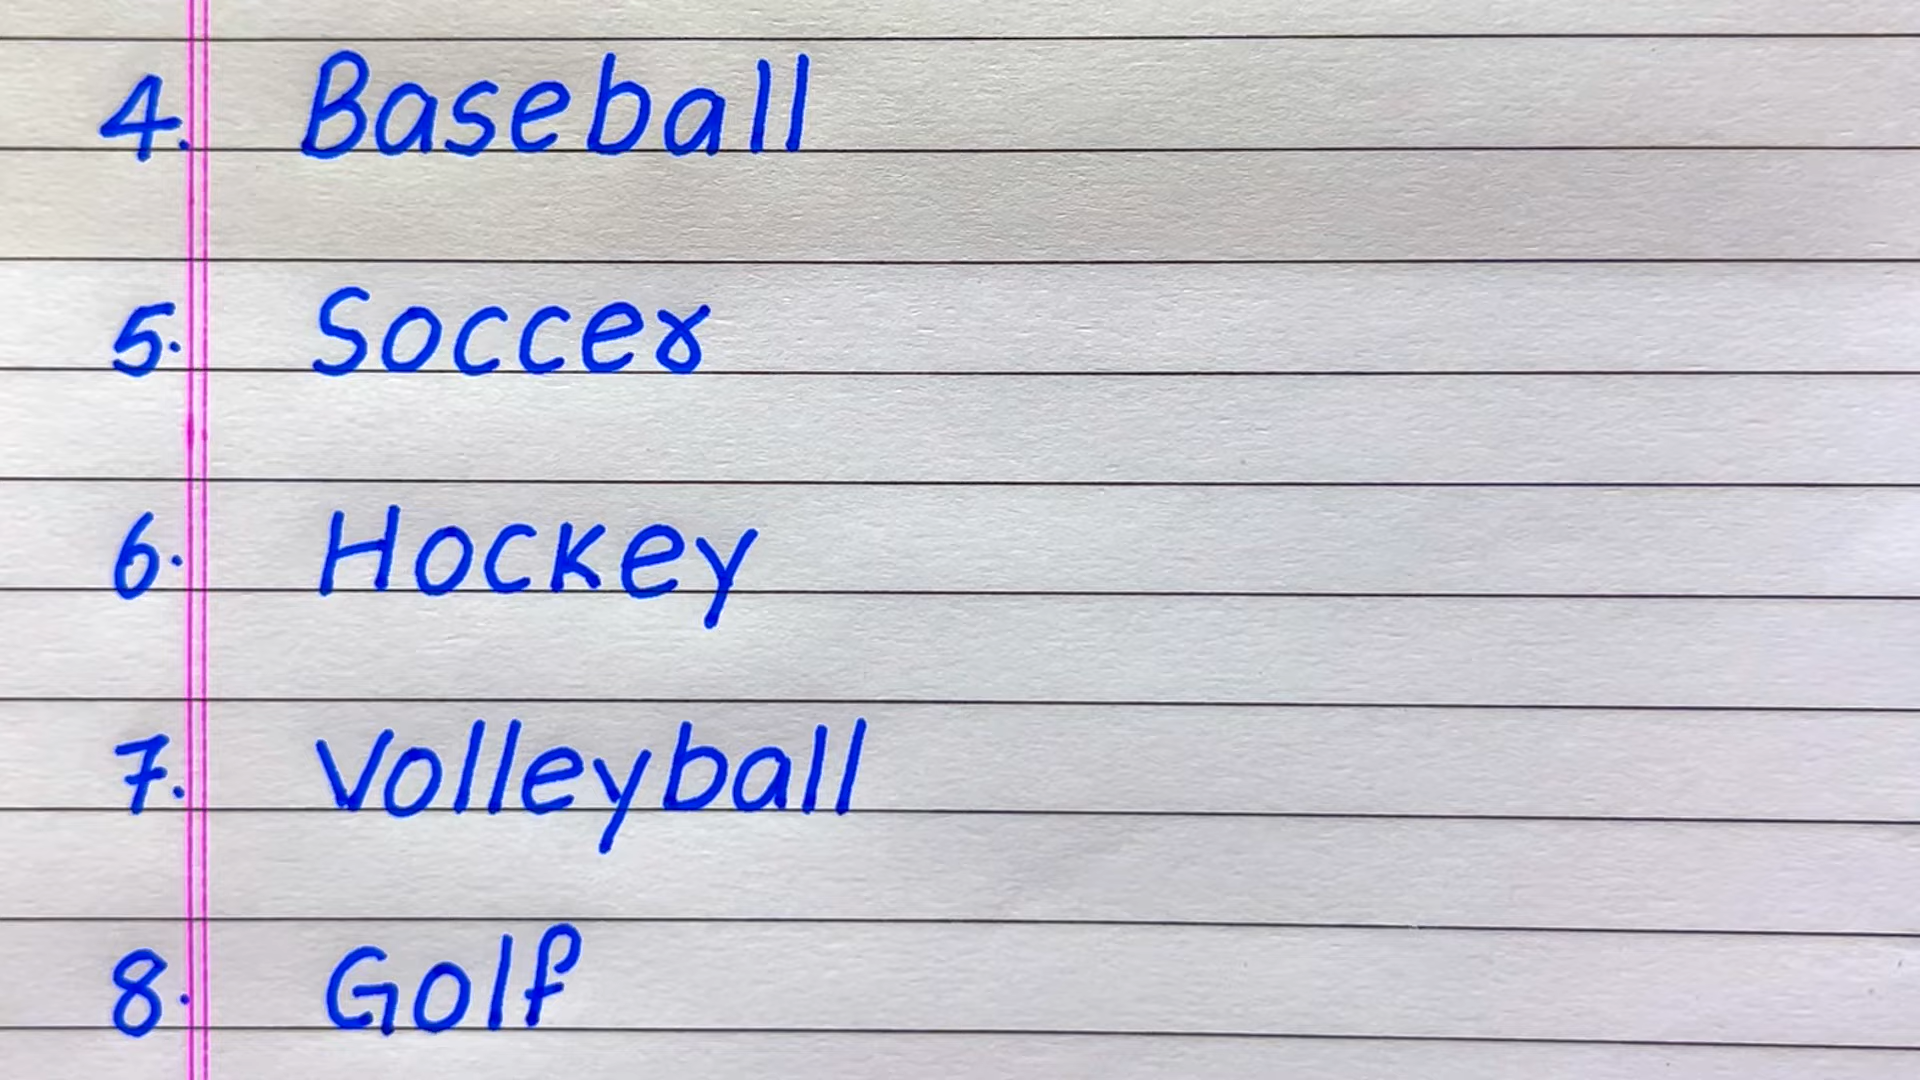 4. Baseball
5. Soccer
6. Hockey
7. Volleyball
8. Golf